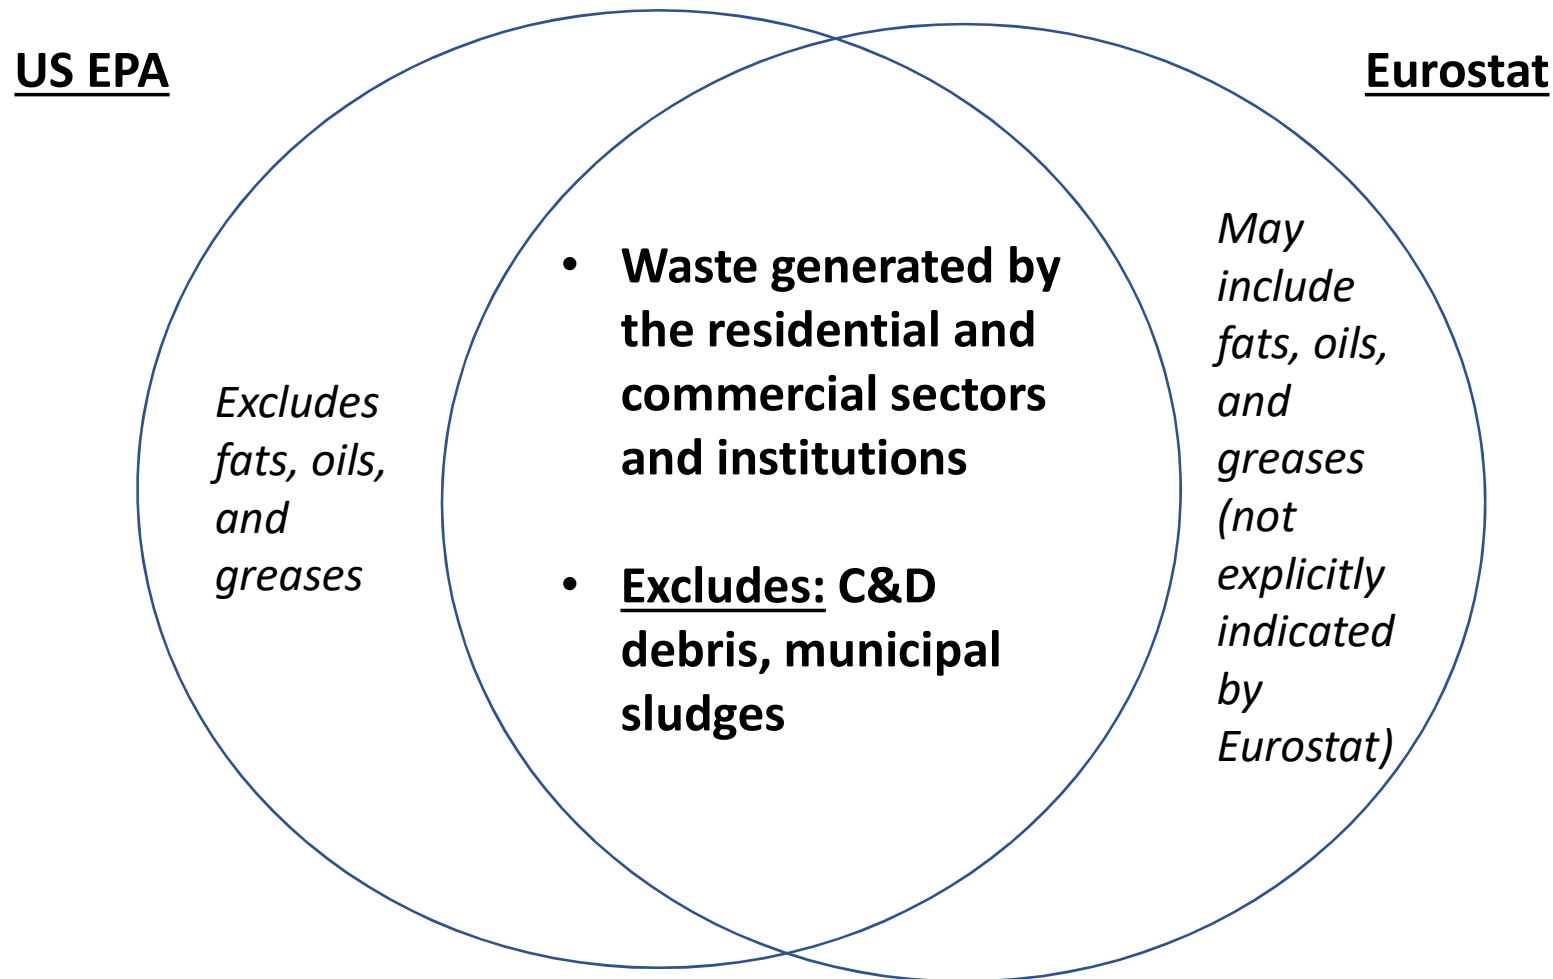 US EPA
Eurostat
Excludes
fats, oils,
and
greases
• Waste generated by
the residential and
commercial sectors
and institutions
• Excludes: C&D
debris, municipal
sludges
May
include
fats, oils,
and
greases
(not
explicitly
indicated
by
Eurostat)